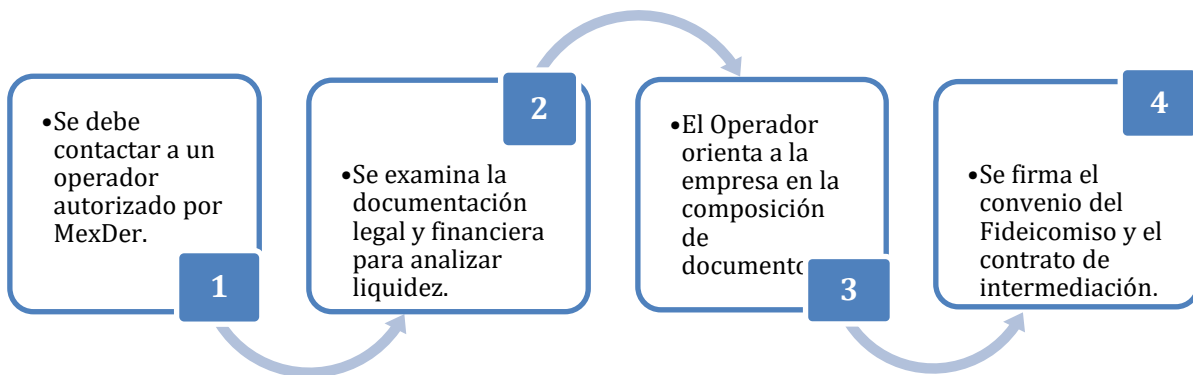 •Se debe
contactar a un
operador
autorizado por
MexDer.
1
2
•Se examina la
documentación
legal y financiera
para analizar
liquidez.
•El Operador
orienta a la
empresa en la
composición
de
documento
3
4
•Se firma el
convenio del
Fideicomiso y el
contrato de
intermediación.